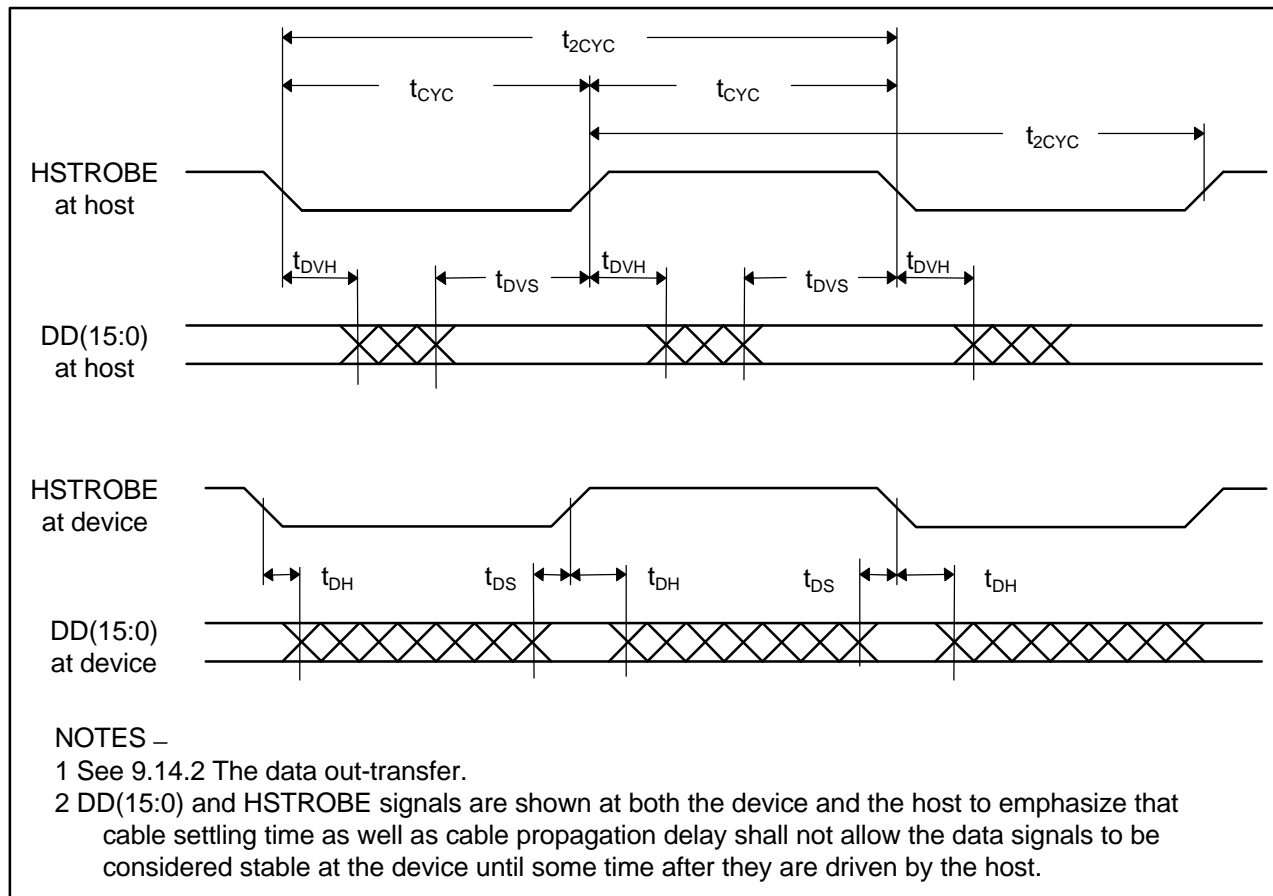 t2CYC
tCYC tCYC
t2CYC
HSTROBE
at host
tDVH tDVS tDVH tDVS tDVH
DD(15:0)
at host
HSTROBE
at device
tDH tDS tDH tDS tDH
DD(15:0)
at device
NOTES –
1 See 9.14.2 The data out-transfer.
2 DD(15:0) and HSTROBE signals are shown at both the device and the host to emphasize that
cable settling time as well as cable propagation delay shall not allow the data signals to be
considered stable at the device until some time after they are driven by the host.